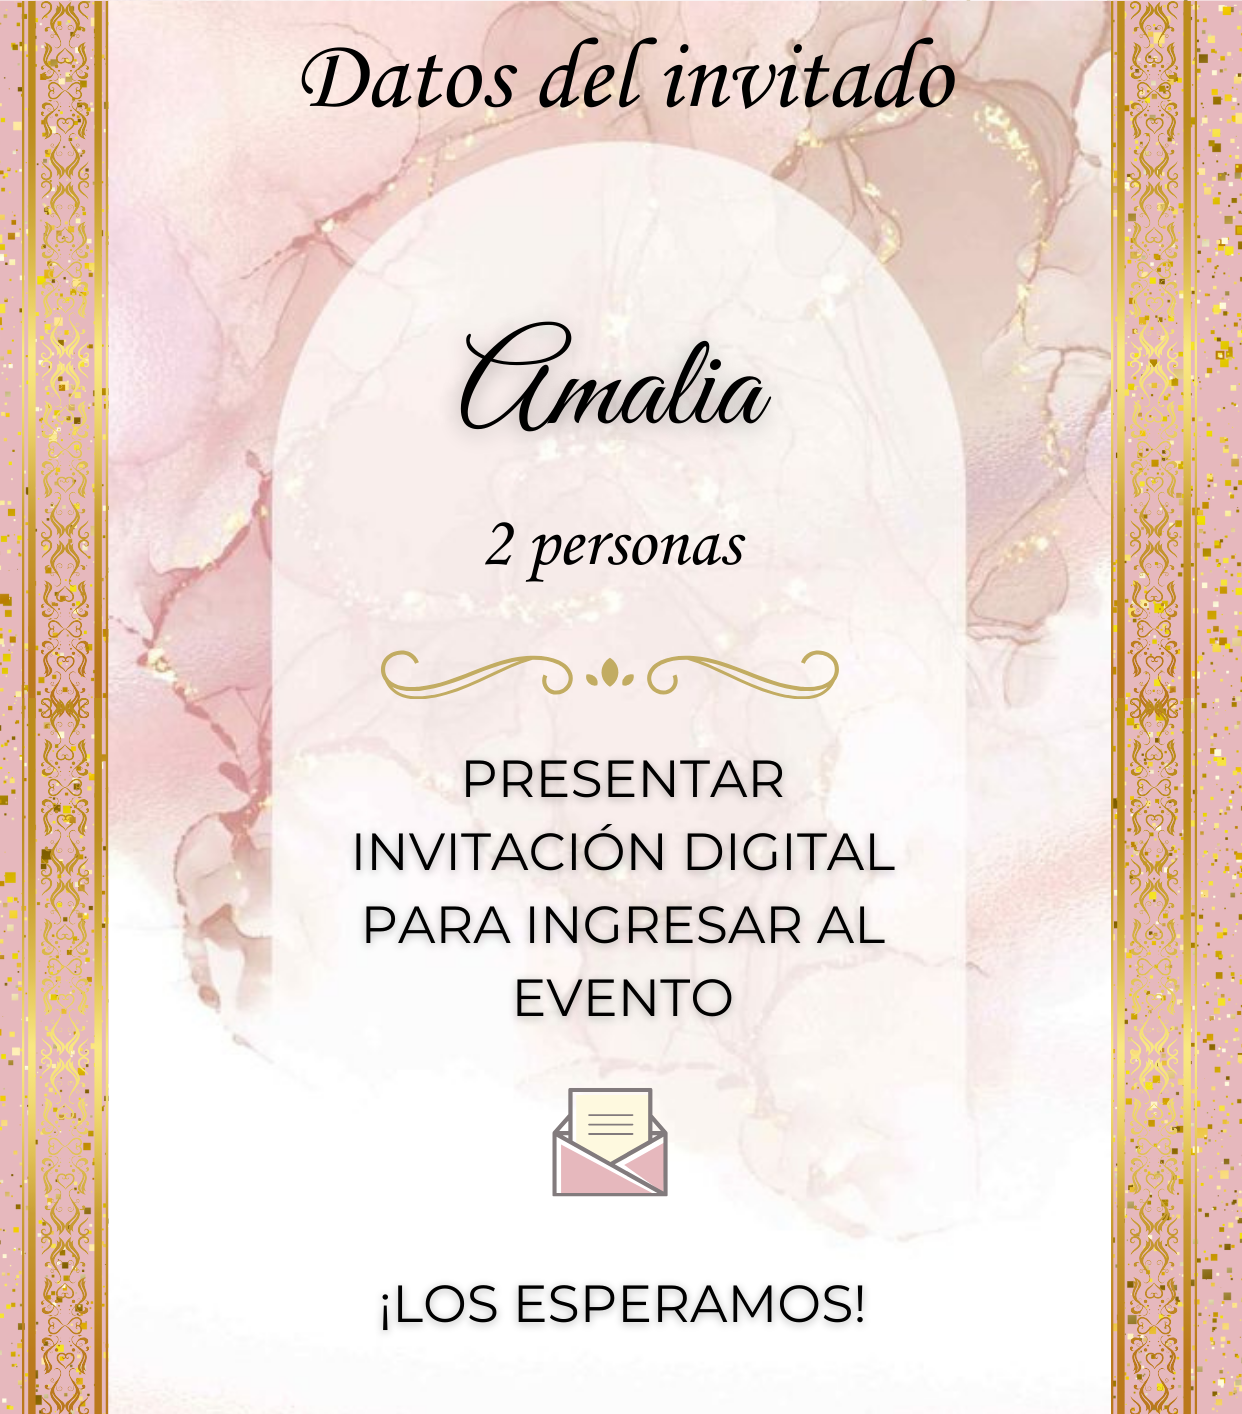 Datos del invitado
Amalia
2 personas
PRESENTAR
INVITACIÓN DIGITAL
PARA INGRESAR AL
EVENTO
¡LOS ESPERAMOS!